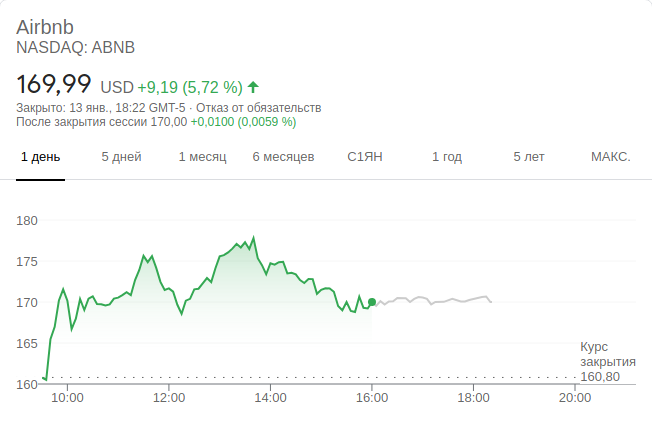 Airbnb
NASDAQ: ABNB
169,99 USD +9,19 (5,72 %)
Закрыто: 13 янв., 18:22 GMT-5 · Отказ от обязательств
После закрытия сессии 170,00 +0,0100 (0,0059 %)
1 день 5 дней 1 месяц 6 месяцев С1ЯН 1 год 5 лет МАКС.
180
175
170
165
160
Курс
закрытия
160,80
10:00 12:00 14:00 16:00 18:00 20:00